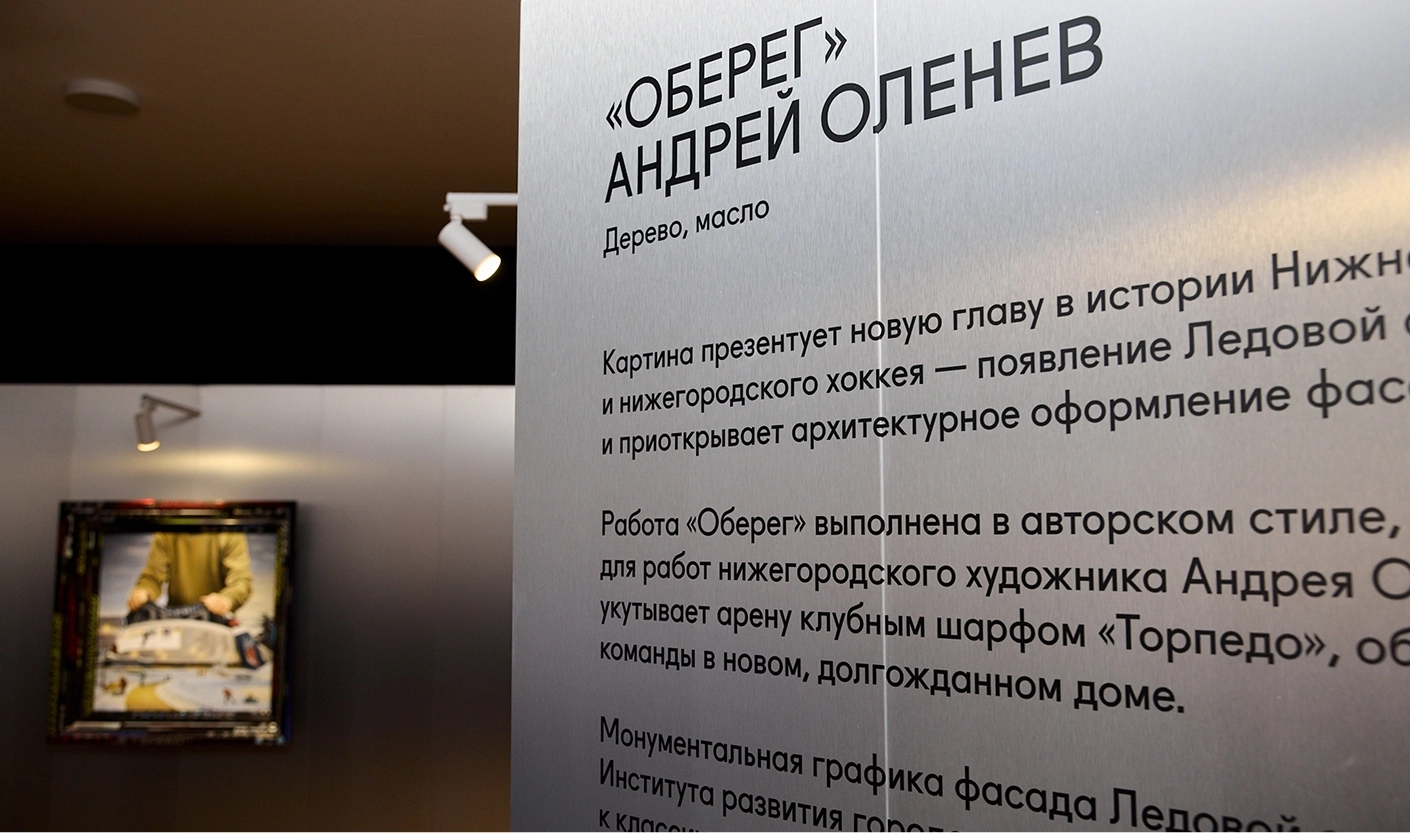 «ОБЕРЕГ»
АНДРЕЙ ОЛЕНЕВ
Дерево, масло
Картина презентует новую главу в истории
и нижегородского хоккея — появление Ледовой
и приоткрывает архитектурное оформление
Работа «Оберег» выполнена в авторском стиле,
для работ нижегородского художника Андрея
укутывает арену клубным шарфом «Торпедо»,
команды в новом, долгожданном доме.
Монументальная графика фасада Ледовой
Института развития